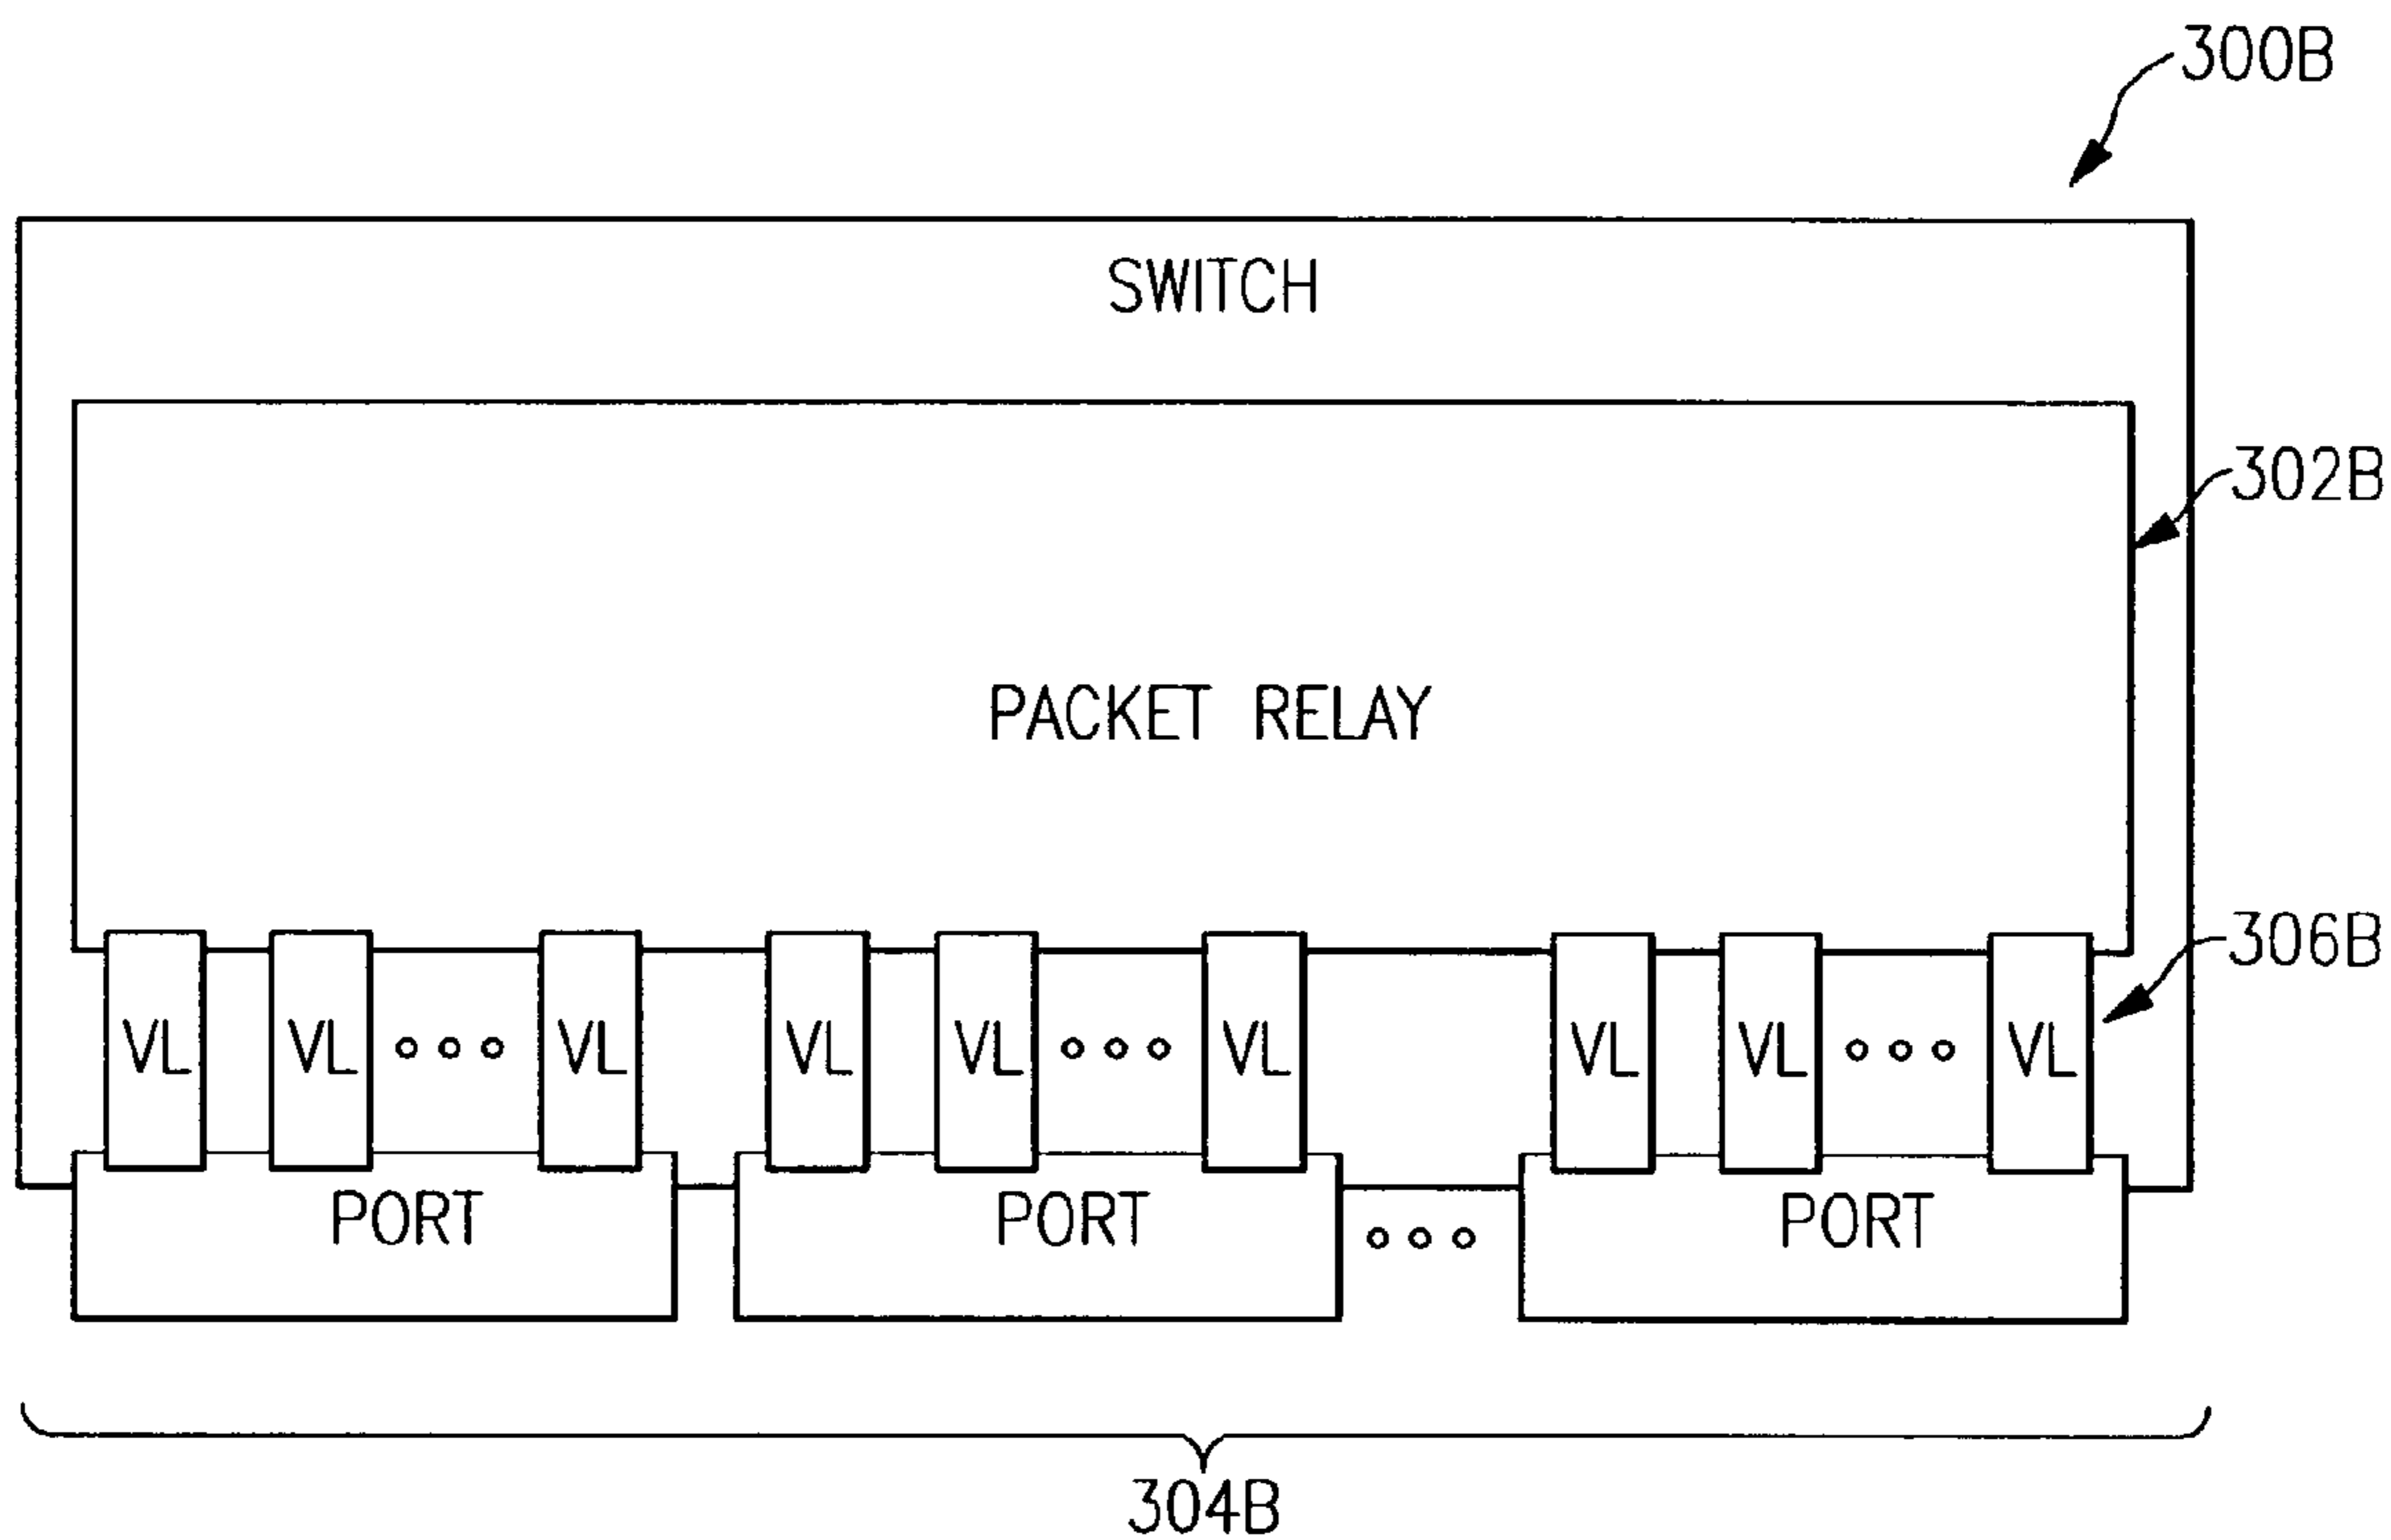 300B
SWITCH
302B
PACKET RELAY
306B
VL VL VL VL VL VL VL VL VL
PORT PORT PORT
304B